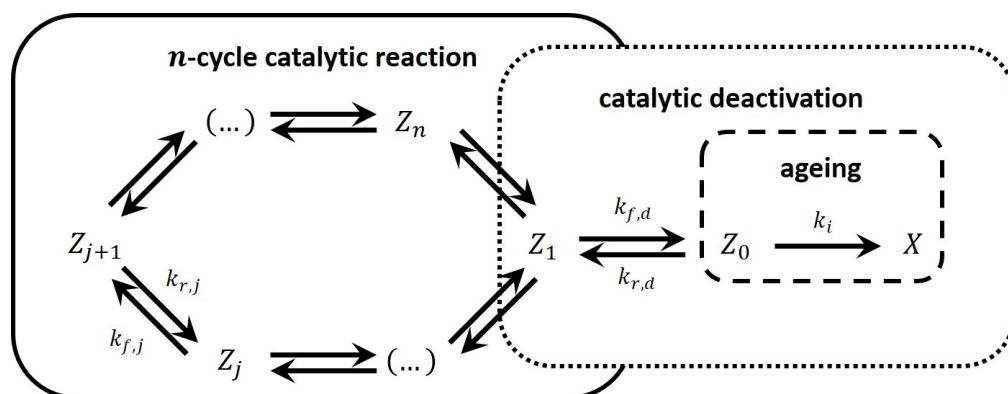 n-cycle catalytic reaction
catalytic deactivation
ageing
(...) Z_n
Z_{j+1} Z_1 k_{f,d} k_{r,d} Z_0 k_i X
k_{r,j}
k_{f,j}
Z_j (...)